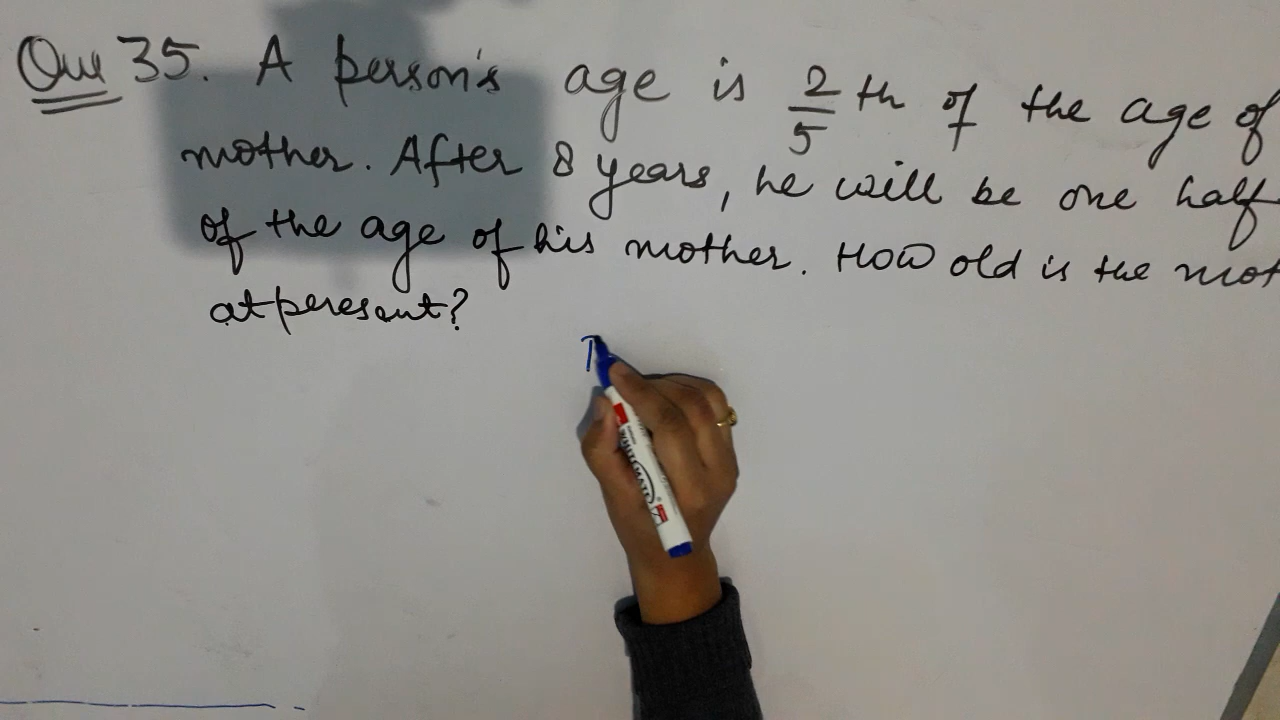 Que 35. A person's age is 2/5 th of the age of
mother. After 8 years, he will be one half
of the age of his mother. How old is the mot
at peresent?